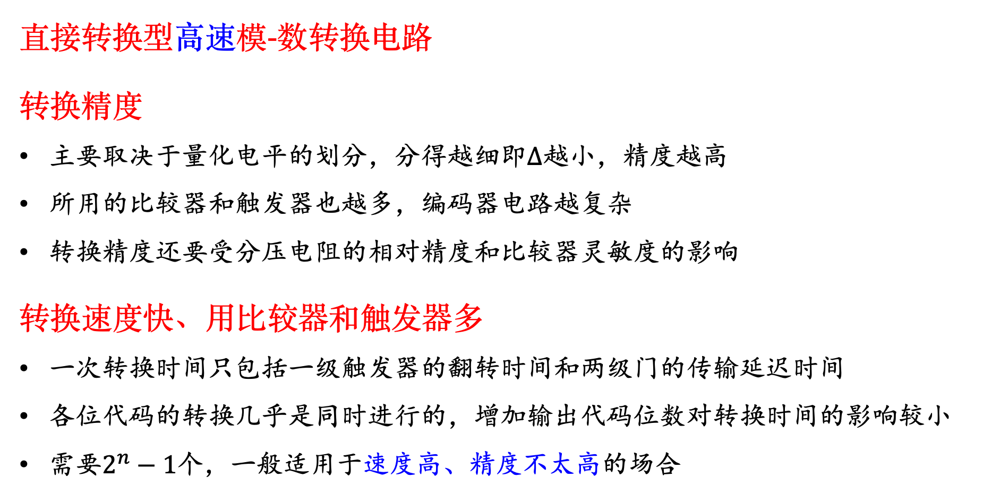 直接转换型高速模-数转换电路
转换精度
• 主要取决于量化电平的划分，分得越细即Δ越小，精度越高
• 所用的比较器和触发器也越多，编码器电路越复杂
• 转换精度还要受分压电阻的相对精度和比较器灵敏度的影响
转换速度快、用比较器和触发器多
• 一次转换时间只包括一级触发器的翻转时间和两级门的传输延迟时间
• 各位代码的转换几乎是同时进行的，增加输出代码位数对转换时间的影响较小
• 需要2ⁿ − 1个，一般适用于速度高、精度不太高的场合